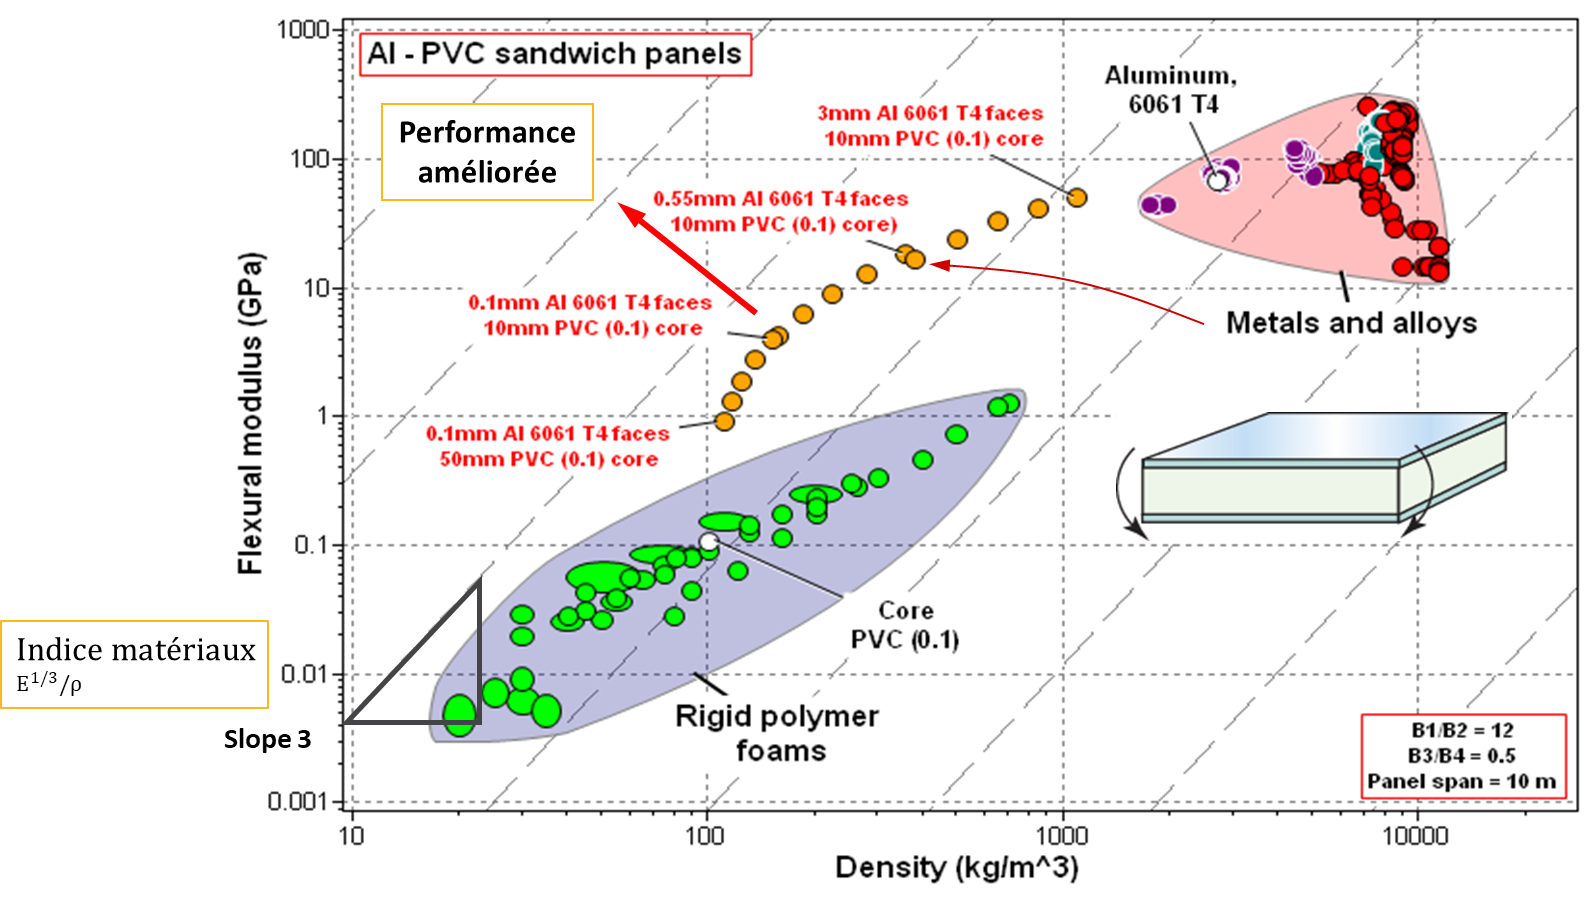 Al - PVC sandwich panels
Performance
améliorée
3mm Al 6061 T4 faces
10mm PVC (0.1) core
Aluminum,
6061 T4
0.55mm Al 6061 T4 faces
10mm PVC (0.1) core)
0.1mm Al 6061 T4 faces
10mm PVC (0.1) core
0.1mm Al 6061 T4 faces
50mm PVC (0.1) core
Metals and alloys
Core
PVC (0.1)
Rigid polymer
foams
Indice matériaux
E^1/3/ρ
Slope 3
B1/B2 = 12
B3/B4 = 0.5
Panel span = 10 m
Flexural modulus (GPa)
1000
100
10
1
0.1
0.01
0.001
10
100
1000
10000
Density (kg/m^3)